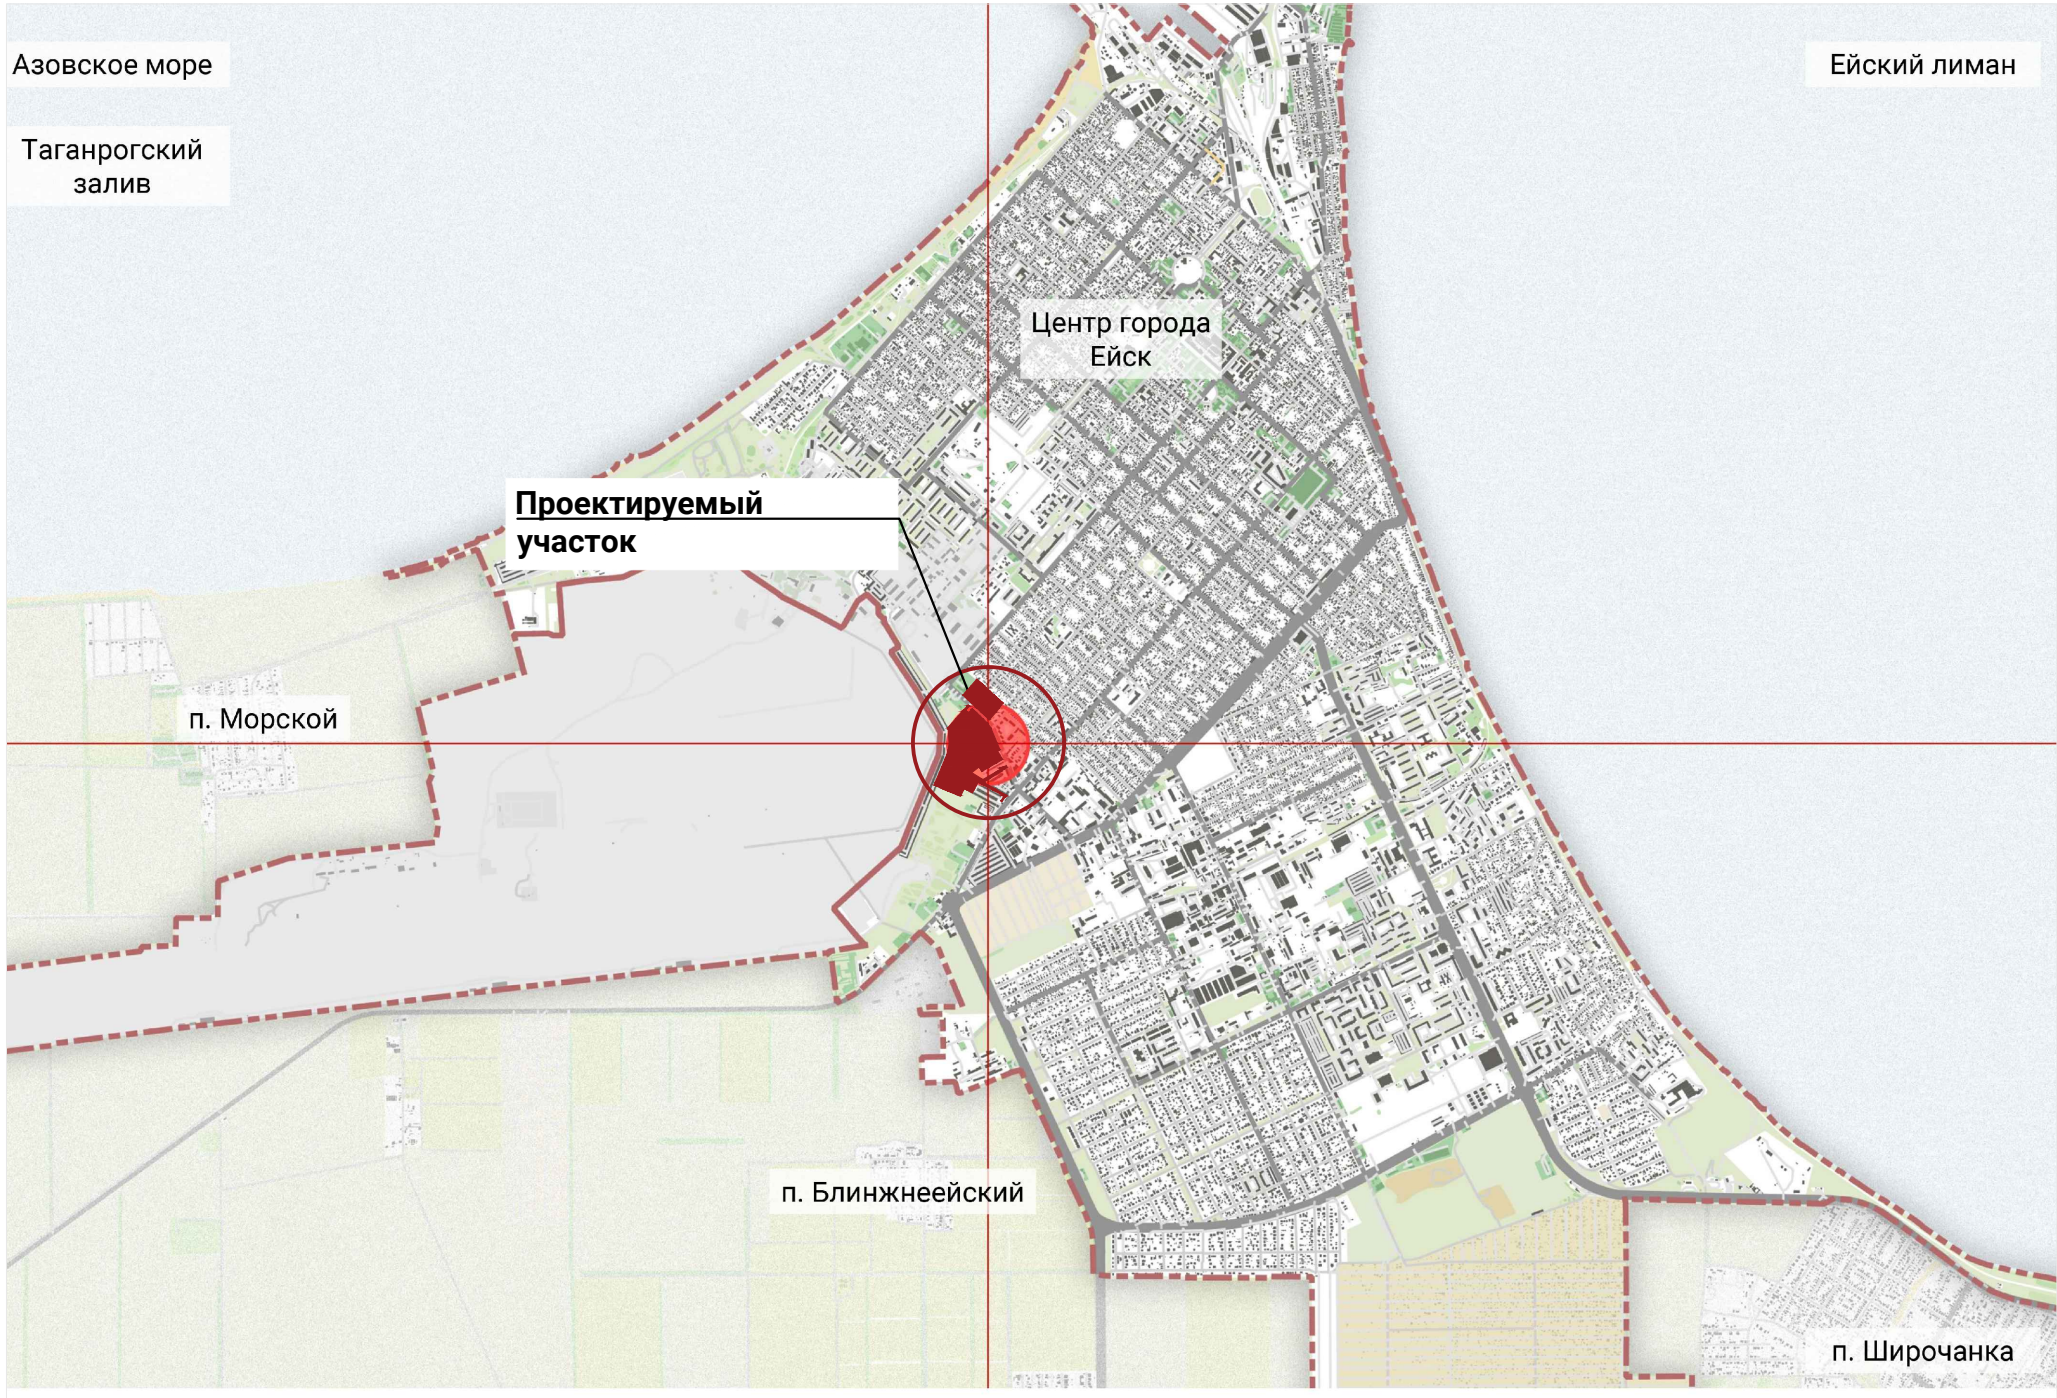 Азовское море
Ейский лиман
Таганрогский
залив
Центр города
Ейск
Проектируемый
участок
п. Морской
п. Блинжнеейский
п. Широчанка